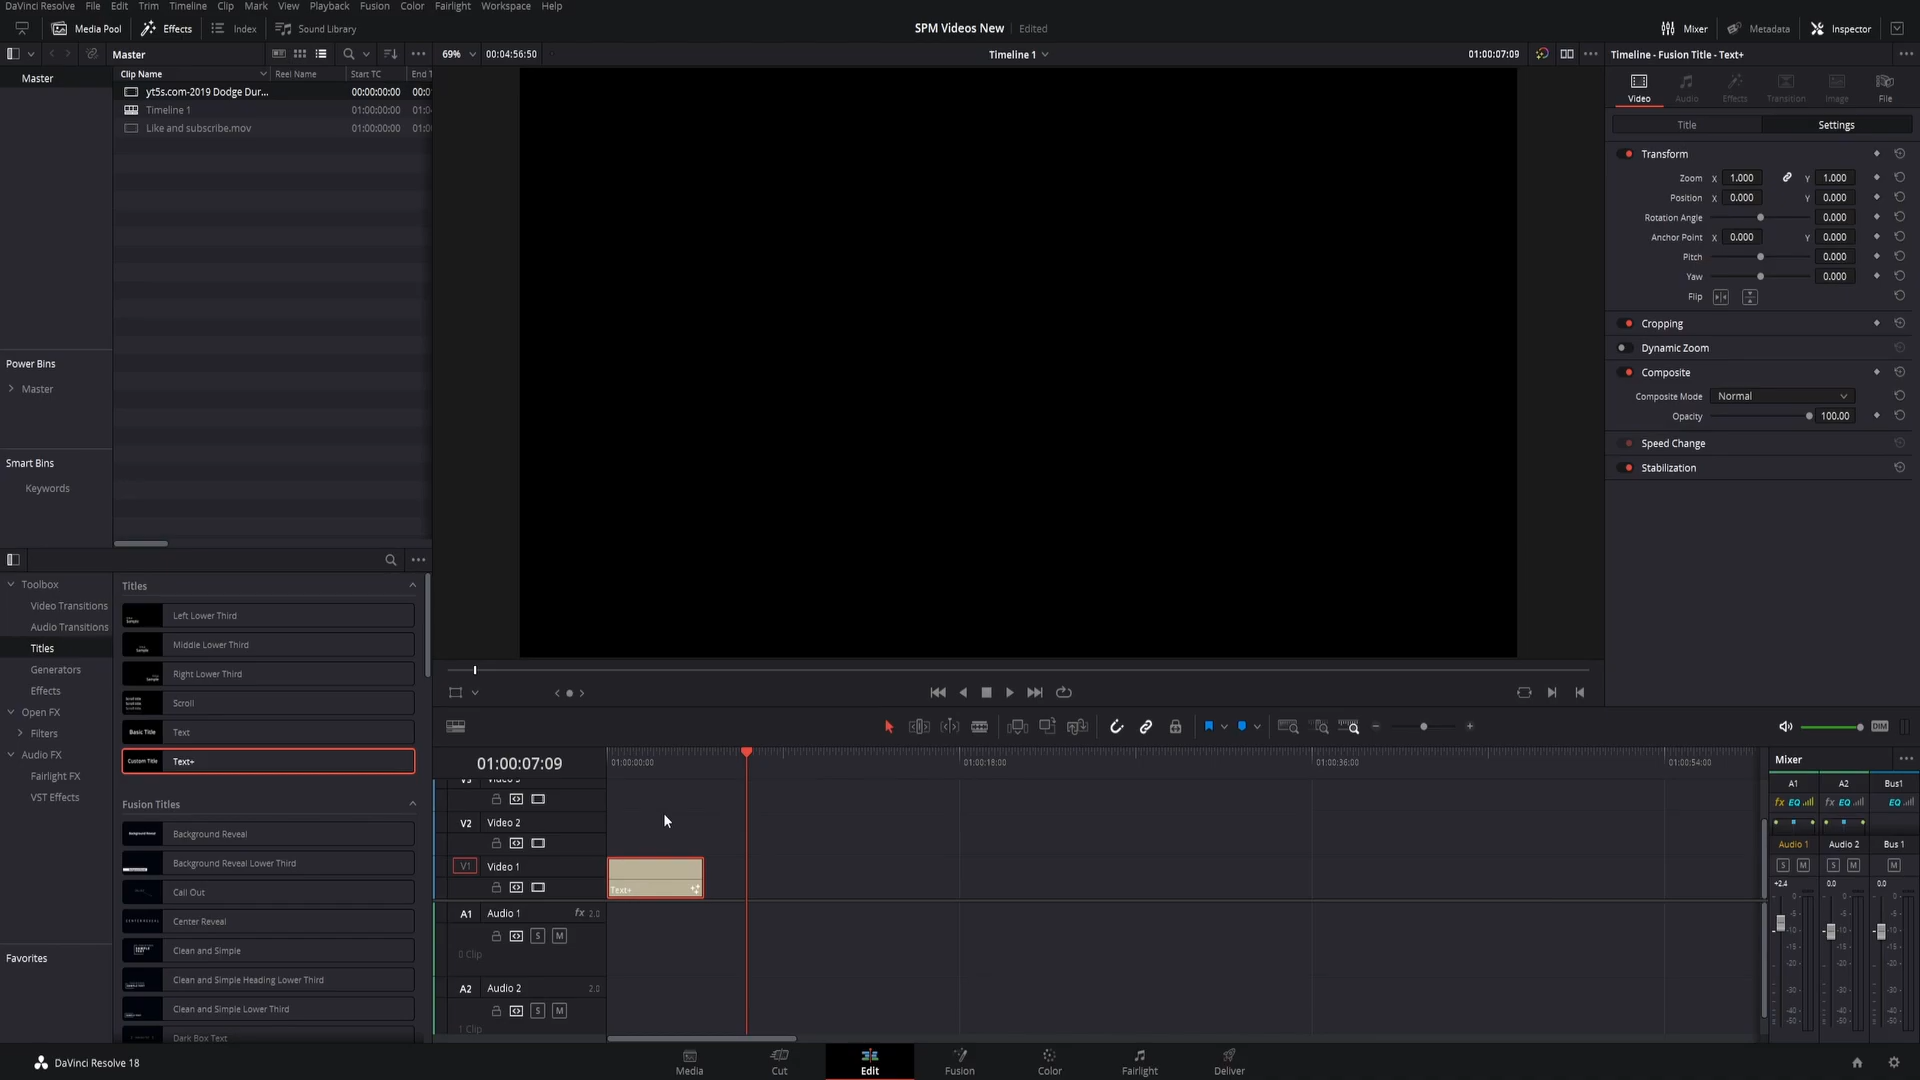 DaVinci Resolve File Edit Trim Timeline Clip Mark View Playback Fusion Color Fairlight Workspace Help
Media Pool Effects Index Sound Library
SPM Videos New Edited
Mixer Metadata Inspector
Master
69% 00:04:56:50
Timeline 1
01:00:07:09
Timeline - Fusion Title - Text+
Master
Clip Name Reel Name Start TC End T
yt5s.com-2019 Dodge Dur... 00:00:00:00 00:0
Timeline 1 01:00:00:00 01:0
Like and subscribe.mov 01:00:00:00 01:0
Video Audio Effects Transition Image File
Title Settings
Transform
Zoom X 1.000 Y 1.000
Position X 0.000 Y 0.000
Rotation Angle 0.000
Anchor Point X 0.000 Y 0.000
Pitch 0.000
Yaw 0.000
Flip
Cropping
Dynamic Zoom
Composite
Composite Mode Normal
Opacity 100.00
Speed Change
Stabilization
Power Bins
Master
Smart Bins
Keywords
Toolbox
Video Transitions
Audio Transitions
Titles
Generators
Effects
Open FX
Filters
Audio FX
Fairlight FX
VST Effects
Favorites
Titles
Left Lower Third
Middle Lower Third
Right Lower Third
Scroll
Basic Title Text
Custom Title Text+
Fusion Titles
Background Reveal
Background Reveal Lower Third
Call Out
Center Reveal
Clean and Simple
Clean and Simple Heading Lower Third
Clean and Simple Lower Third
Dark Box Text
DIM
01:00:07:09
01:00:00:00 01:00:18:00 01:00:36:00 01:00:54:00
V2 Video 2
V1 Video 1
Text+
A1 Audio 1 fx 2.0
S M
0 Clip
A2 Audio 2 2.0
S M
1 Clip
Mixer
A1 A2 Bus1
fx EQ fx EQ EQ
Audio 1 Audio 2 Bus 1
S M S M M
+2.4 0.0 0.0
DaVinci Resolve 18
Media Cut Edit Fusion Color Fairlight Deliver